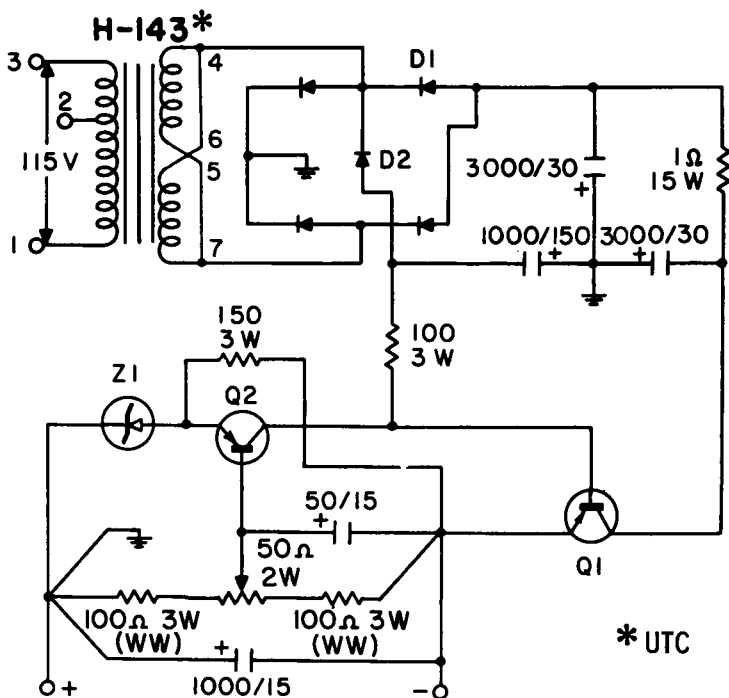 H-143*
3
4
D1
2
6
115V
5
D2
3000/30
+
1Ω
15 W
1
7
1000/150
+
3000/30
+
150
3 W
100
3 W
Z1
Q2
50/15
+
50Ω
2W
Q1
100Ω 3W
(WW)
100Ω 3W
(WW)
* UTC
+
1000/15
+
-